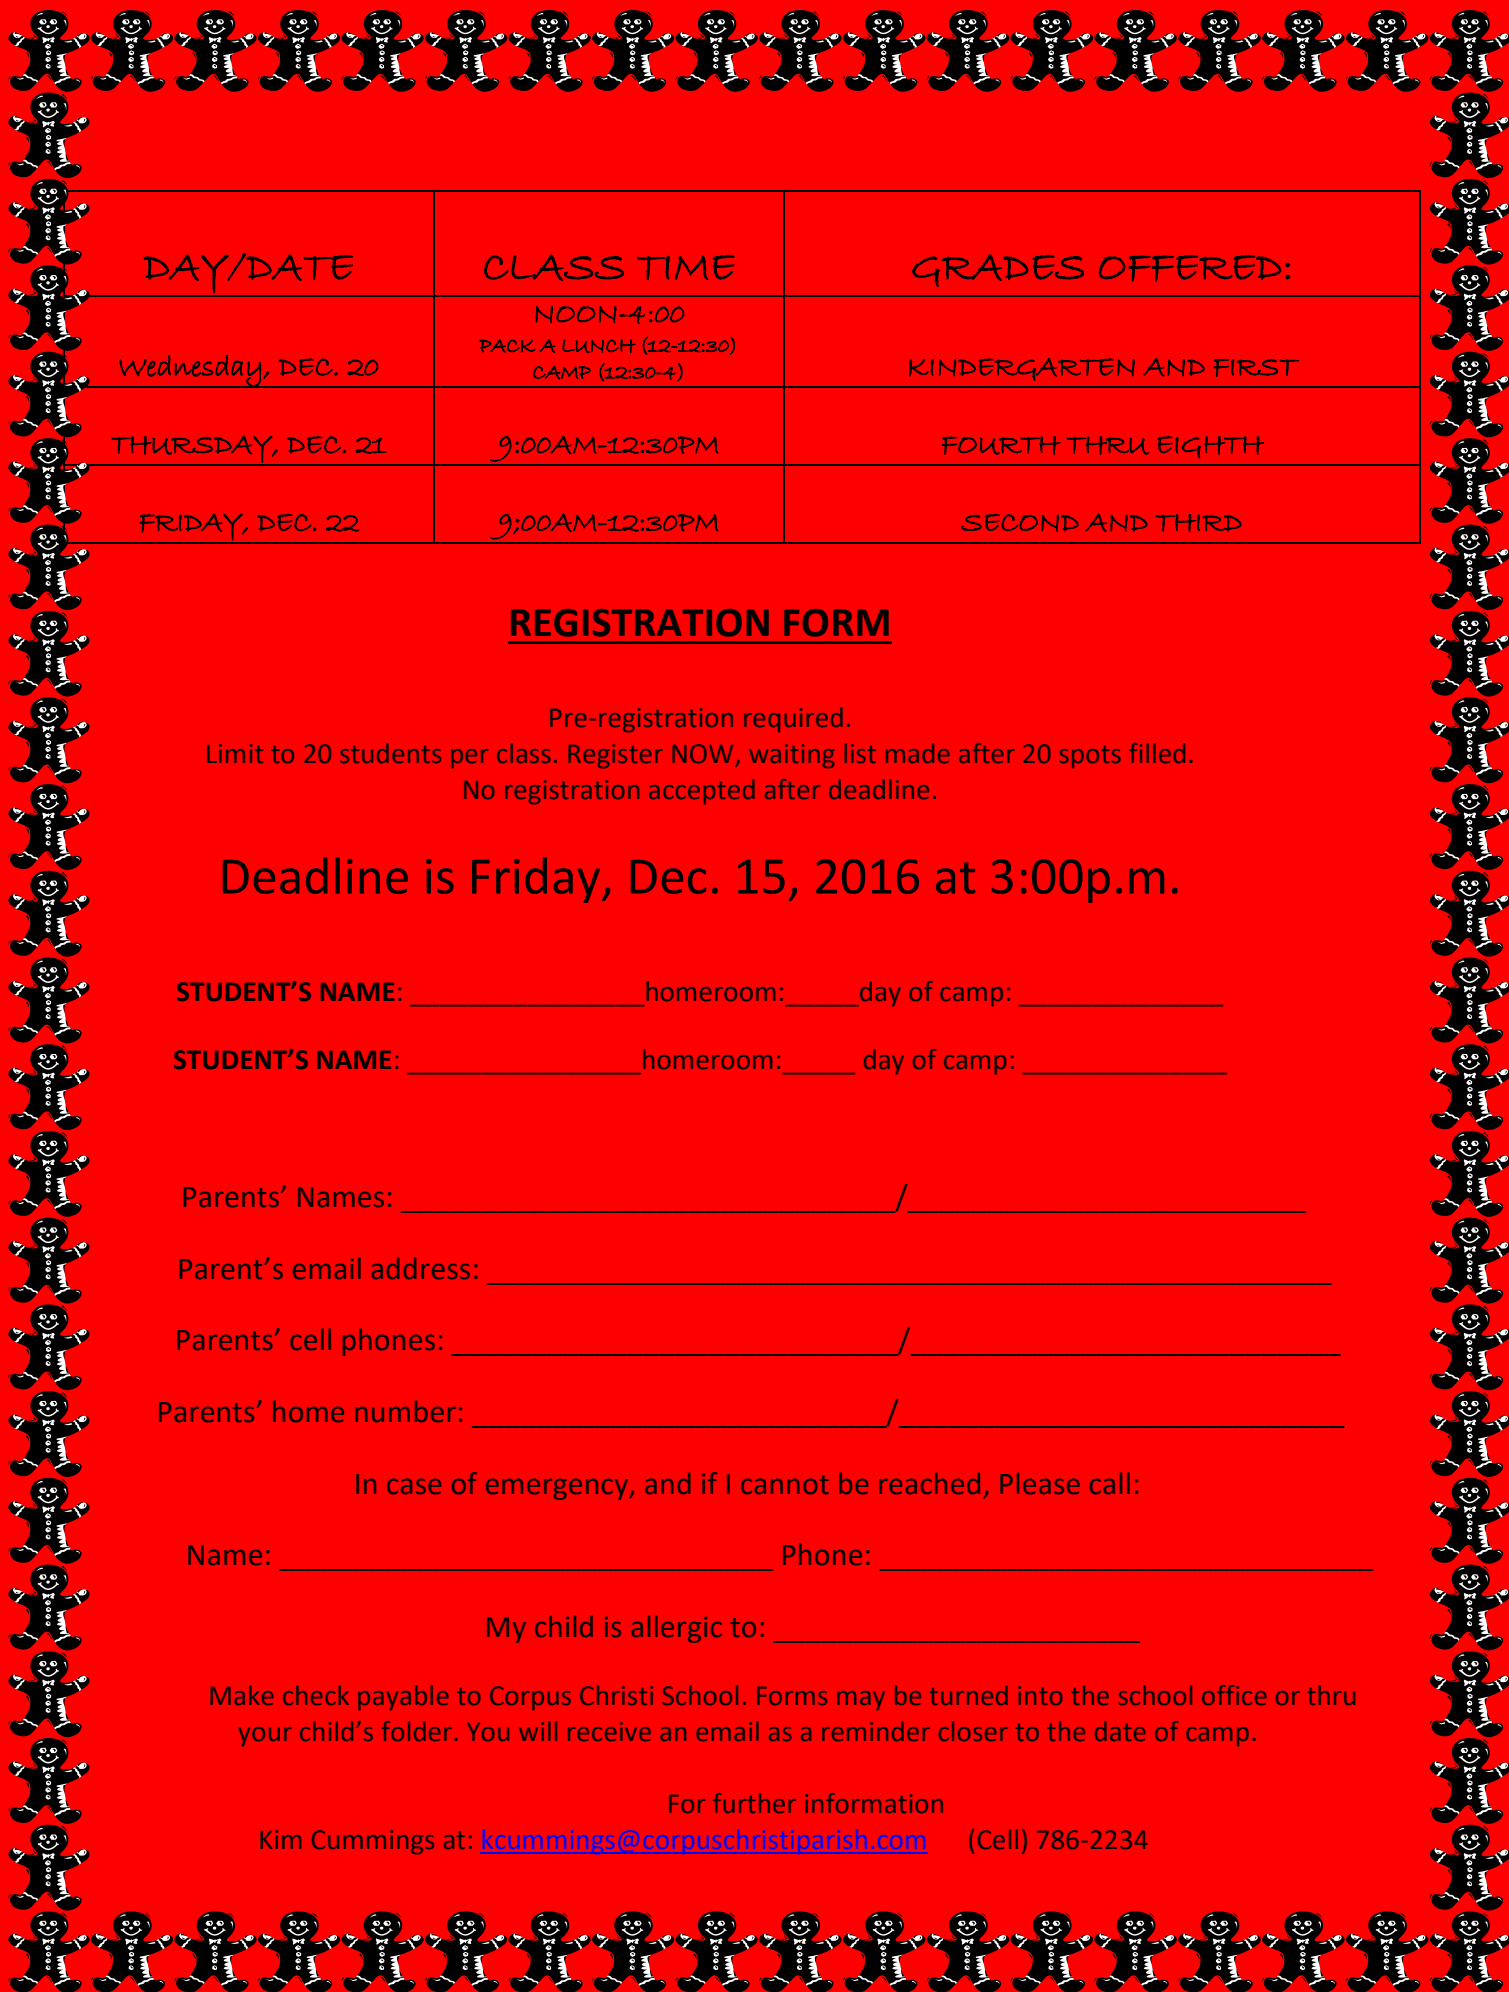 DAY/DATE CLASS TIME GRADES OFFERED:
NOON-4:00
PACK A LUNCH (12-12:30)
Wednesday, DEC. 20 CAMP (12:30-4) KINDERGARTEN AND FIRST
THURSDAY, DEC. 21 9:00AM-12:30PM FOURTH THRU EIGHTH
FRIDAY, DEC. 22 9;00AM-12:30PM SECOND AND THIRD
REGISTRATION FORM
Pre-registration required.
Limit to 20 students per class. Register NOW, waiting list made after 20 spots filled.
No registration accepted after deadline.
Deadline is Friday, Dec. 15, 2016 at 3:00p.m.
STUDENT’S NAME: ________________homeroom:_____day of camp: ______________
STUDENT’S NAME: ________________homeroom:_____ day of camp: ______________
Parents’ Names: _______________________________/_________________________
Parent’s email address: _____________________________________________________
Parents’ cell phones: ____________________________/___________________________
Parents’ home number: __________________________/____________________________
In case of emergency, and if I cannot be reached, Please call:
Name: _______________________________ Phone: _______________________________
My child is allergic to: _______________________
Make check payable to Corpus Christi School. Forms may be turned into the school office or thru
your child’s folder. You will receive an email as a reminder closer to the date of camp.
For further information
Kim Cummings at: kcummings@corpuschristiparish.com (Cell) 786-2234